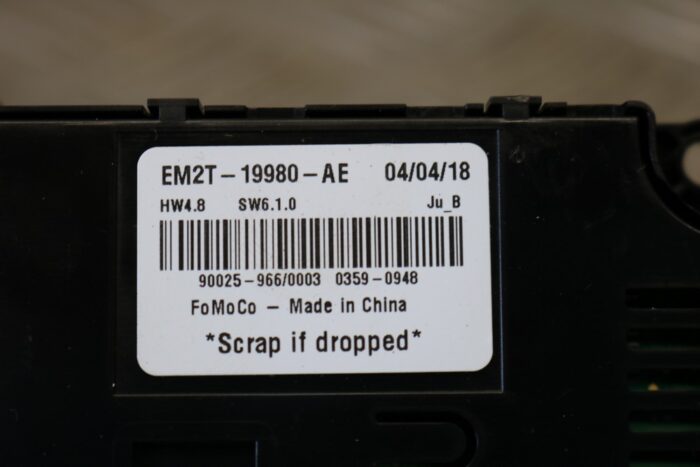 EM2T-19980-AE 04/04/18
HW4.8 SW6.1.0 Ju_B
90025-966/0003 0359-0948
FoMoCo - Made in China
*Scrap if dropped*